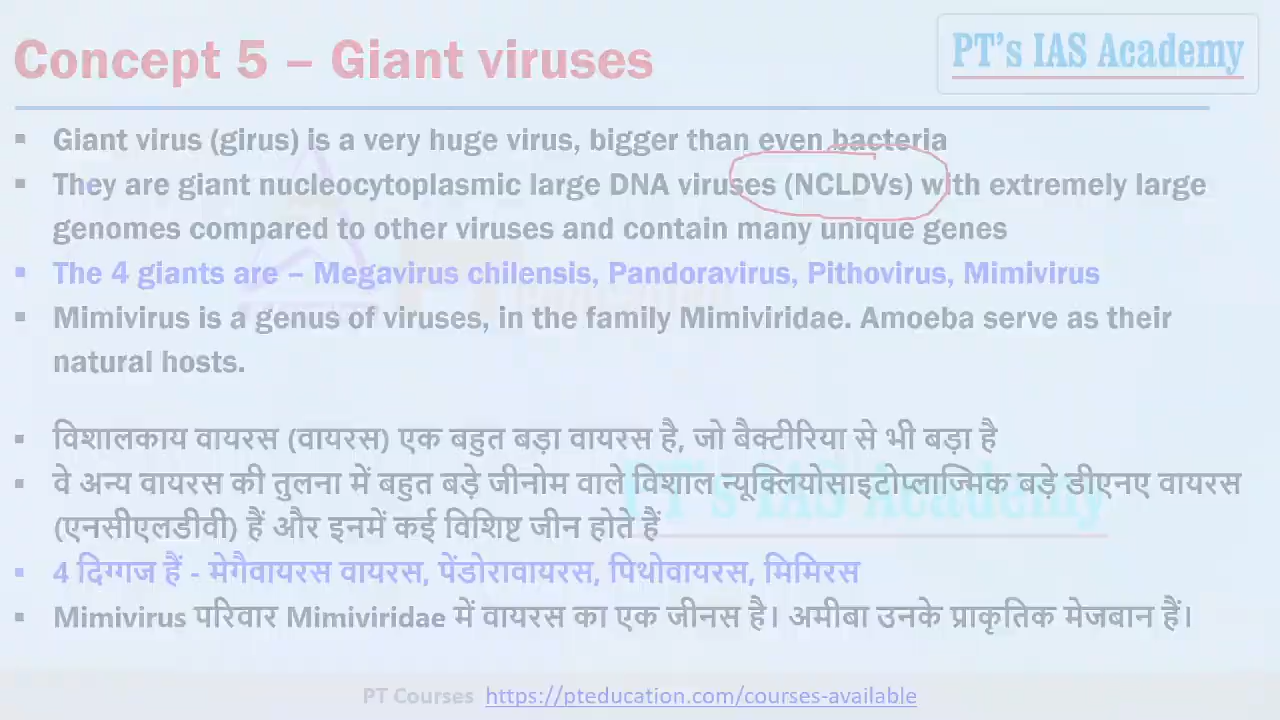 Concept 5 – Giant viruses
PT's IAS Academy
▪ Giant virus (girus) is a very huge virus, bigger than even bacteria
▪ They are giant nucleocytoplasmic large DNA viruses (NCLDVs) with extremely large
genomes compared to other viruses and contain many unique genes
▪ The 4 giants are – Megavirus chilensis, Pandoravirus, Pithovirus, Mimivirus
▪ Mimivirus is a genus of viruses, in the family Mimiviridae. Amoeba serve as their
natural hosts.
▪ विशालकाय वायरस (वायरस) एक बहुत बड़ा वायरस है, जो बैक्टीरिया से भी बड़ा है
▪ वे अन्य वायरस की तुलना में बहुत बड़े जीनोम वाले विशाल न्यूक्लियोसाइटोप्लाज्मिक बड़े डीएनए वायरस
(एनसीएलडीवी) हैं और इनमें कई विशिष्ट जीन होते हैं
PT's IAS Academy
▪ 4 दिग्गज हैं - मेगैवायरस वायरस, पेंडोरावायरस, पिथोवायरस, मिमिरस
▪ Mimivirus परिवार Mimiviridae में वायरस का एक जीनस है। अमीबा उनके प्राकृतिक मेजबान हैं।
PT Courses https://pteducation.com/courses-available